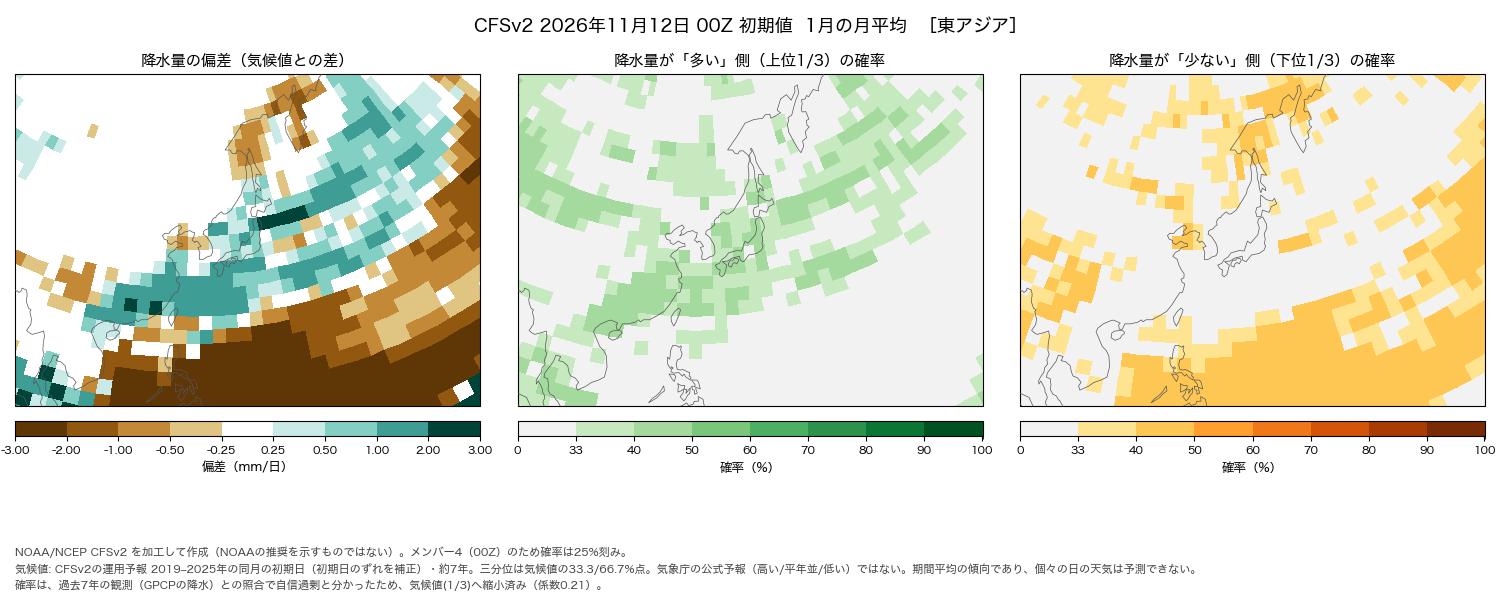 CFSv2 2026年11月12日 00Z 初期値 1月の月平均 ［東アジア］
降水量の偏差（気候値との差）
降水量が「多い」側（上位1/3）の確率
降水量が「少ない」側（下位1/3）の確率
-3.00 -2.00 -1.00 -0.50 -0.25 0.25 0.50 1.00 2.00 3.00
偏差（mm/日）
0 33 40 50 60 70 80 90 100
確率（%）
0 33 40 50 60 70 80 90 100
確率（%）
NOAA/NCEP CFSv2 を加工して作成（NOAAの推奨を示すものではない）。メンバー4（00Z）のため確率は25%刻み。
気候値: CFSv2の運用予報 2019–2025年の同月の初期日（初期日のずれを補正）・約7年。三分位は気候値の33.3/66.7%点。気象庁の公式予報（高い/平年並/低い）ではない。期間平均の傾向であり、個々の日の天気は予測できない。
確率は、過去7年の観測（GPCPの降水）との照合で自信過剰と分かったため、気候値(1/3)へ縮小済み（係数0.21）。